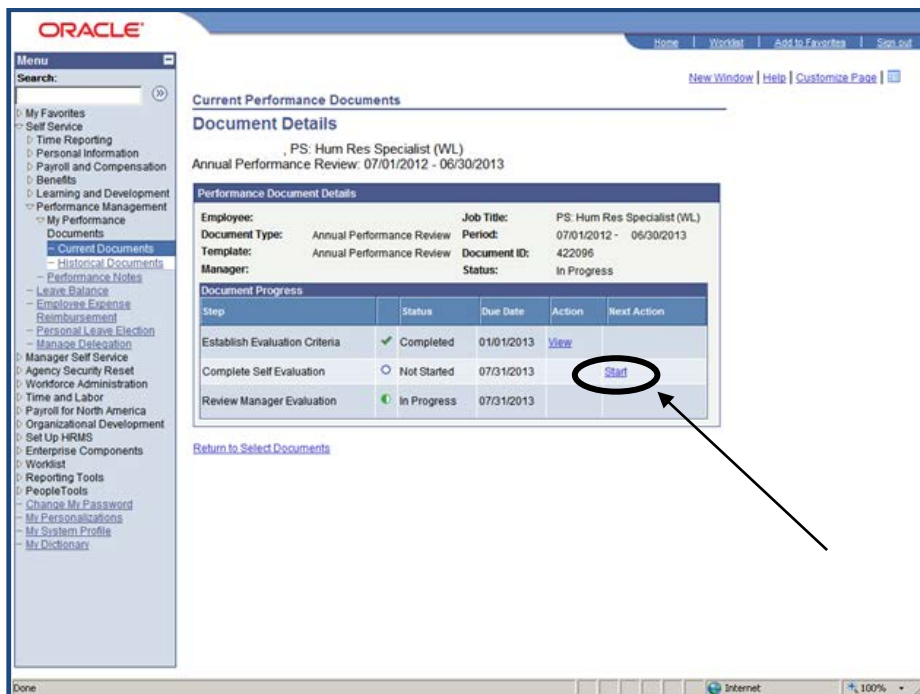 ORACLE'
Home | Worklist | Add to Favorites | Sign out
Menu
Search:
My Favorites
Self Service
Time Reporting
Personal Information
Payroll and Compensation
Benefits
Learning and Development
Performance Management
My Performance
Documents
Current Documents
Historical Documents
Performance Notes
Leave Balance
Employee Expense
Reimbursement
Personal Leave Election
Manage Delegation
Manager Self Service
Agency Security Reset
Workforce Administration
Time and Labor
Payroll for North America
Organizational Development
Set Up HRMS
Enterprise Components
Worklist
Reporting Tools
PeopleTools
Change My Password
My Personalizations
My System Profile
My Dictionary
New Window | Help | Customize Page |
Current Performance Documents
Document Details
, PS: Hum Res Specialist (WL)
Annual Performance Review: 07/01/2012 - 06/30/2013
Performance Document Details
Employee: Job Title: PS: Hum Res Specialist (WL)
Document Type: Annual Performance Review Period: 07/01/2012 - 06/30/2013
Template: Annual Performance Review Document ID: 422096
Manager: Status: In Progress
Document Progress
Step Status Due Date Action Next Action
Establish Evaluation Criteria Completed 01/01/2013 View
Complete Self Evaluation Not Started 07/31/2013 Start
Review Manager Evaluation In Progress 07/31/2013
Return to Select Documents
Done Internet 100%